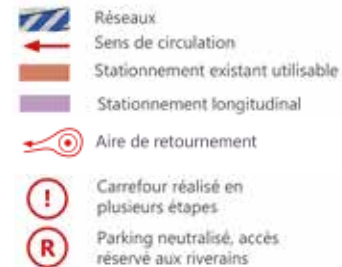 Réseaux
Sens de circulation
Stationnement existant utilisable
Stationnement longitudinal
Aire de retournement
! Carrefour réalisé en
plusieurs étapes
R Parking neutralisé, accès
réservé aux riverains